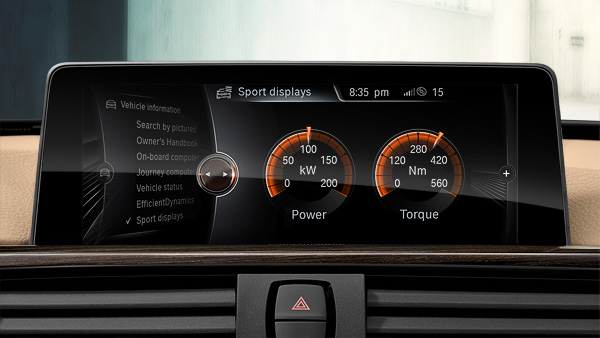 Sport displays
8:35 pm
15
Vehicle information
Search by pictures
Owner's Handbook
On-board computer
Journey computer
Vehicle status
EfficientDynamics
✓ Sport displays
0 50 100 150 200
kW
Power
0 120 280 420 560
Nm
Torque
+